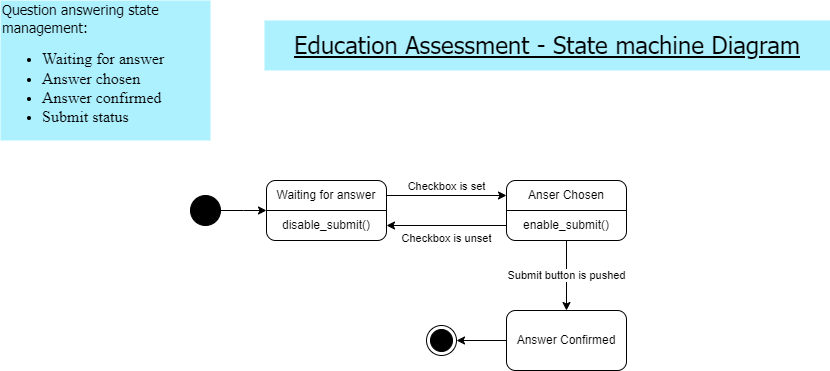 Question answering state
management:
Waiting for answer
Answer chosen
Answer confirmed
Submit status
Education Assessment - State machine Diagram
Waiting for answer
disable_submit()
Checkbox is set
Checkbox is unset
Anser Chosen
enable_submit()
Submit button is pushed
Answer Confirmed